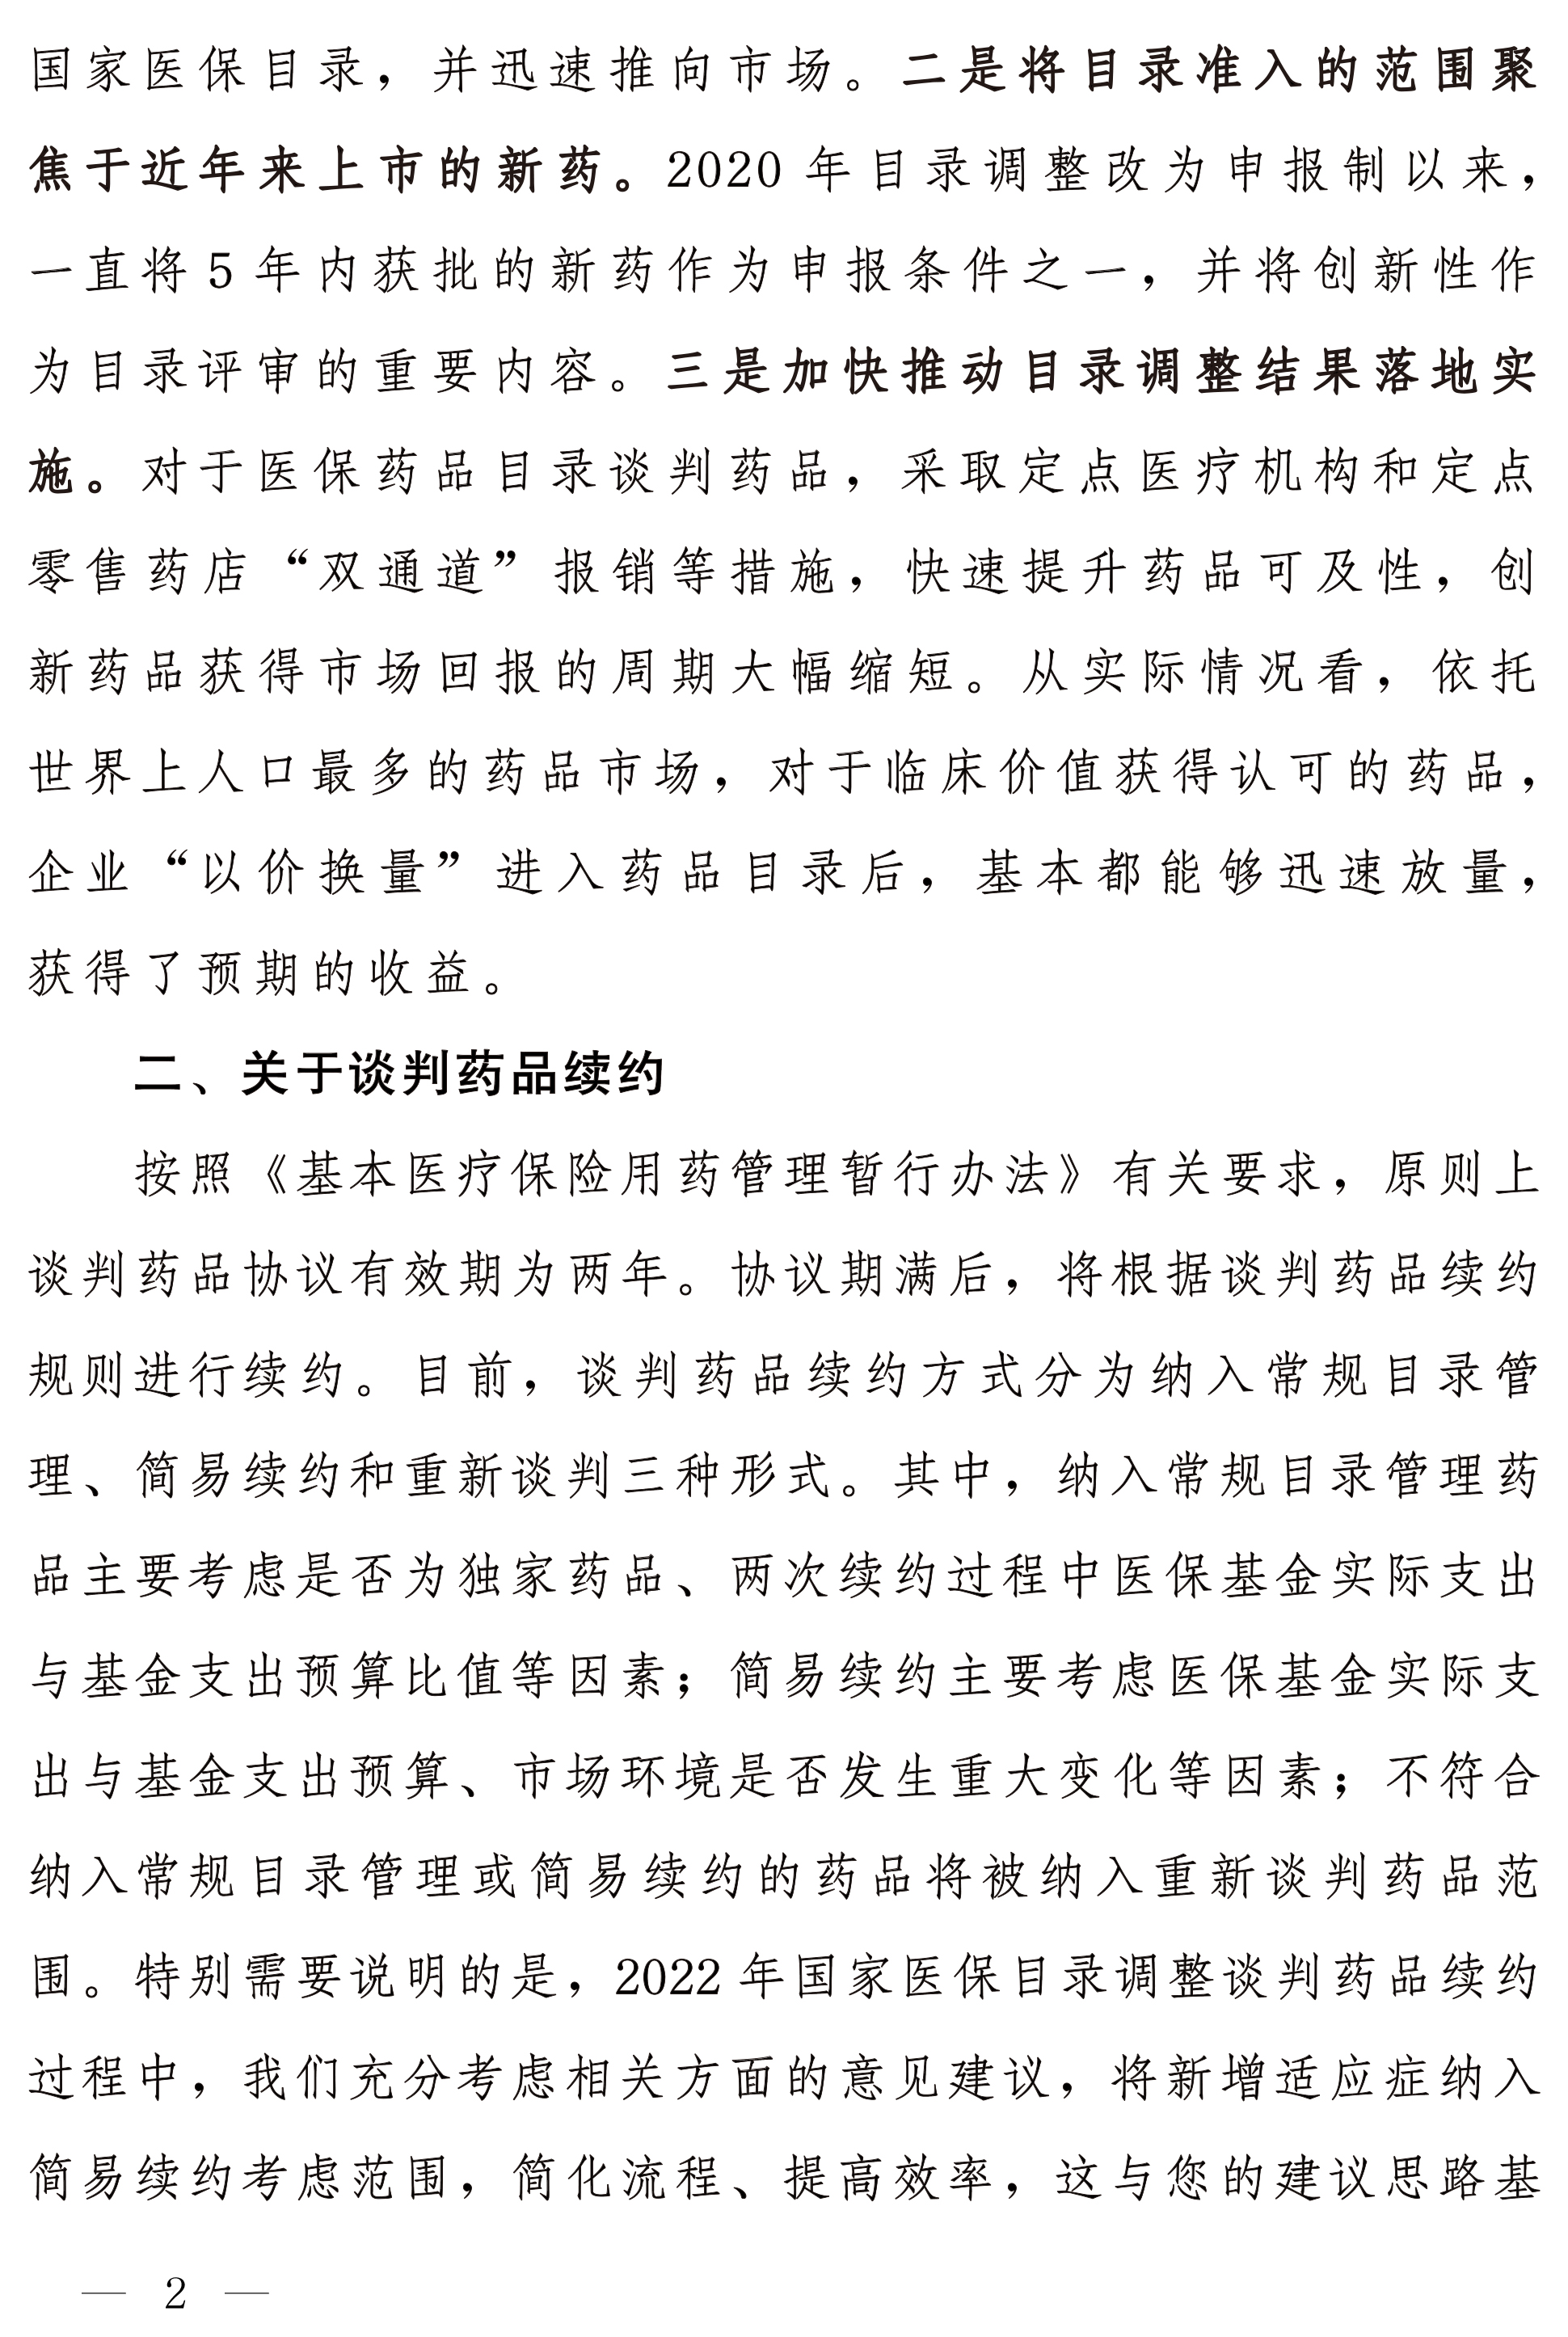 国家医保目录，并迅速推向市场。二是将目录准入的范围聚
焦于近年来上市的新药。2020 年目录调整改为申报制以来，
一直将 5 年内获批的新药作为申报条件之一，并将创新性作
为目录评审的重要内容。三是加快推动目录调整结果落地实
施。对于医保药品目录谈判药品，采取定点医疗机构和定点
零售药店“双通道”报销等措施，快速提升药品可及性，创
新药品获得市场回报的周期大幅缩短。从实际情况看，依托
世界上人口最多的药品市场，对于临床价值获得认可的药品，
企业“以价换量”进入药品目录后，基本都能够迅速放量，
获得了预期的收益。
二、关于谈判药品续约
按照《基本医疗保险用药管理暂行办法》有关要求，原则上
谈判药品协议有效期为两年。协议期满后，将根据谈判药品续约
规则进行续约。目前，谈判药品续约方式分为纳入常规目录管
理、简易续约和重新谈判三种形式。其中，纳入常规目录管理药
品主要考虑是否为独家药品、两次续约过程中医保基金实际支出
与基金支出预算比值等因素；简易续约主要考虑医保基金实际支
出与基金支出预算、市场环境是否发生重大变化等因素；不符合
纳入常规目录管理或简易续约的药品将被纳入重新谈判药品范
围。特别需要说明的是，2022 年国家医保目录调整谈判药品续约
过程中，我们充分考虑相关方面的意见建议，将新增适应症纳入
简易续约考虑范围，简化流程、提高效率，这与您的建议思路基
— 2 —